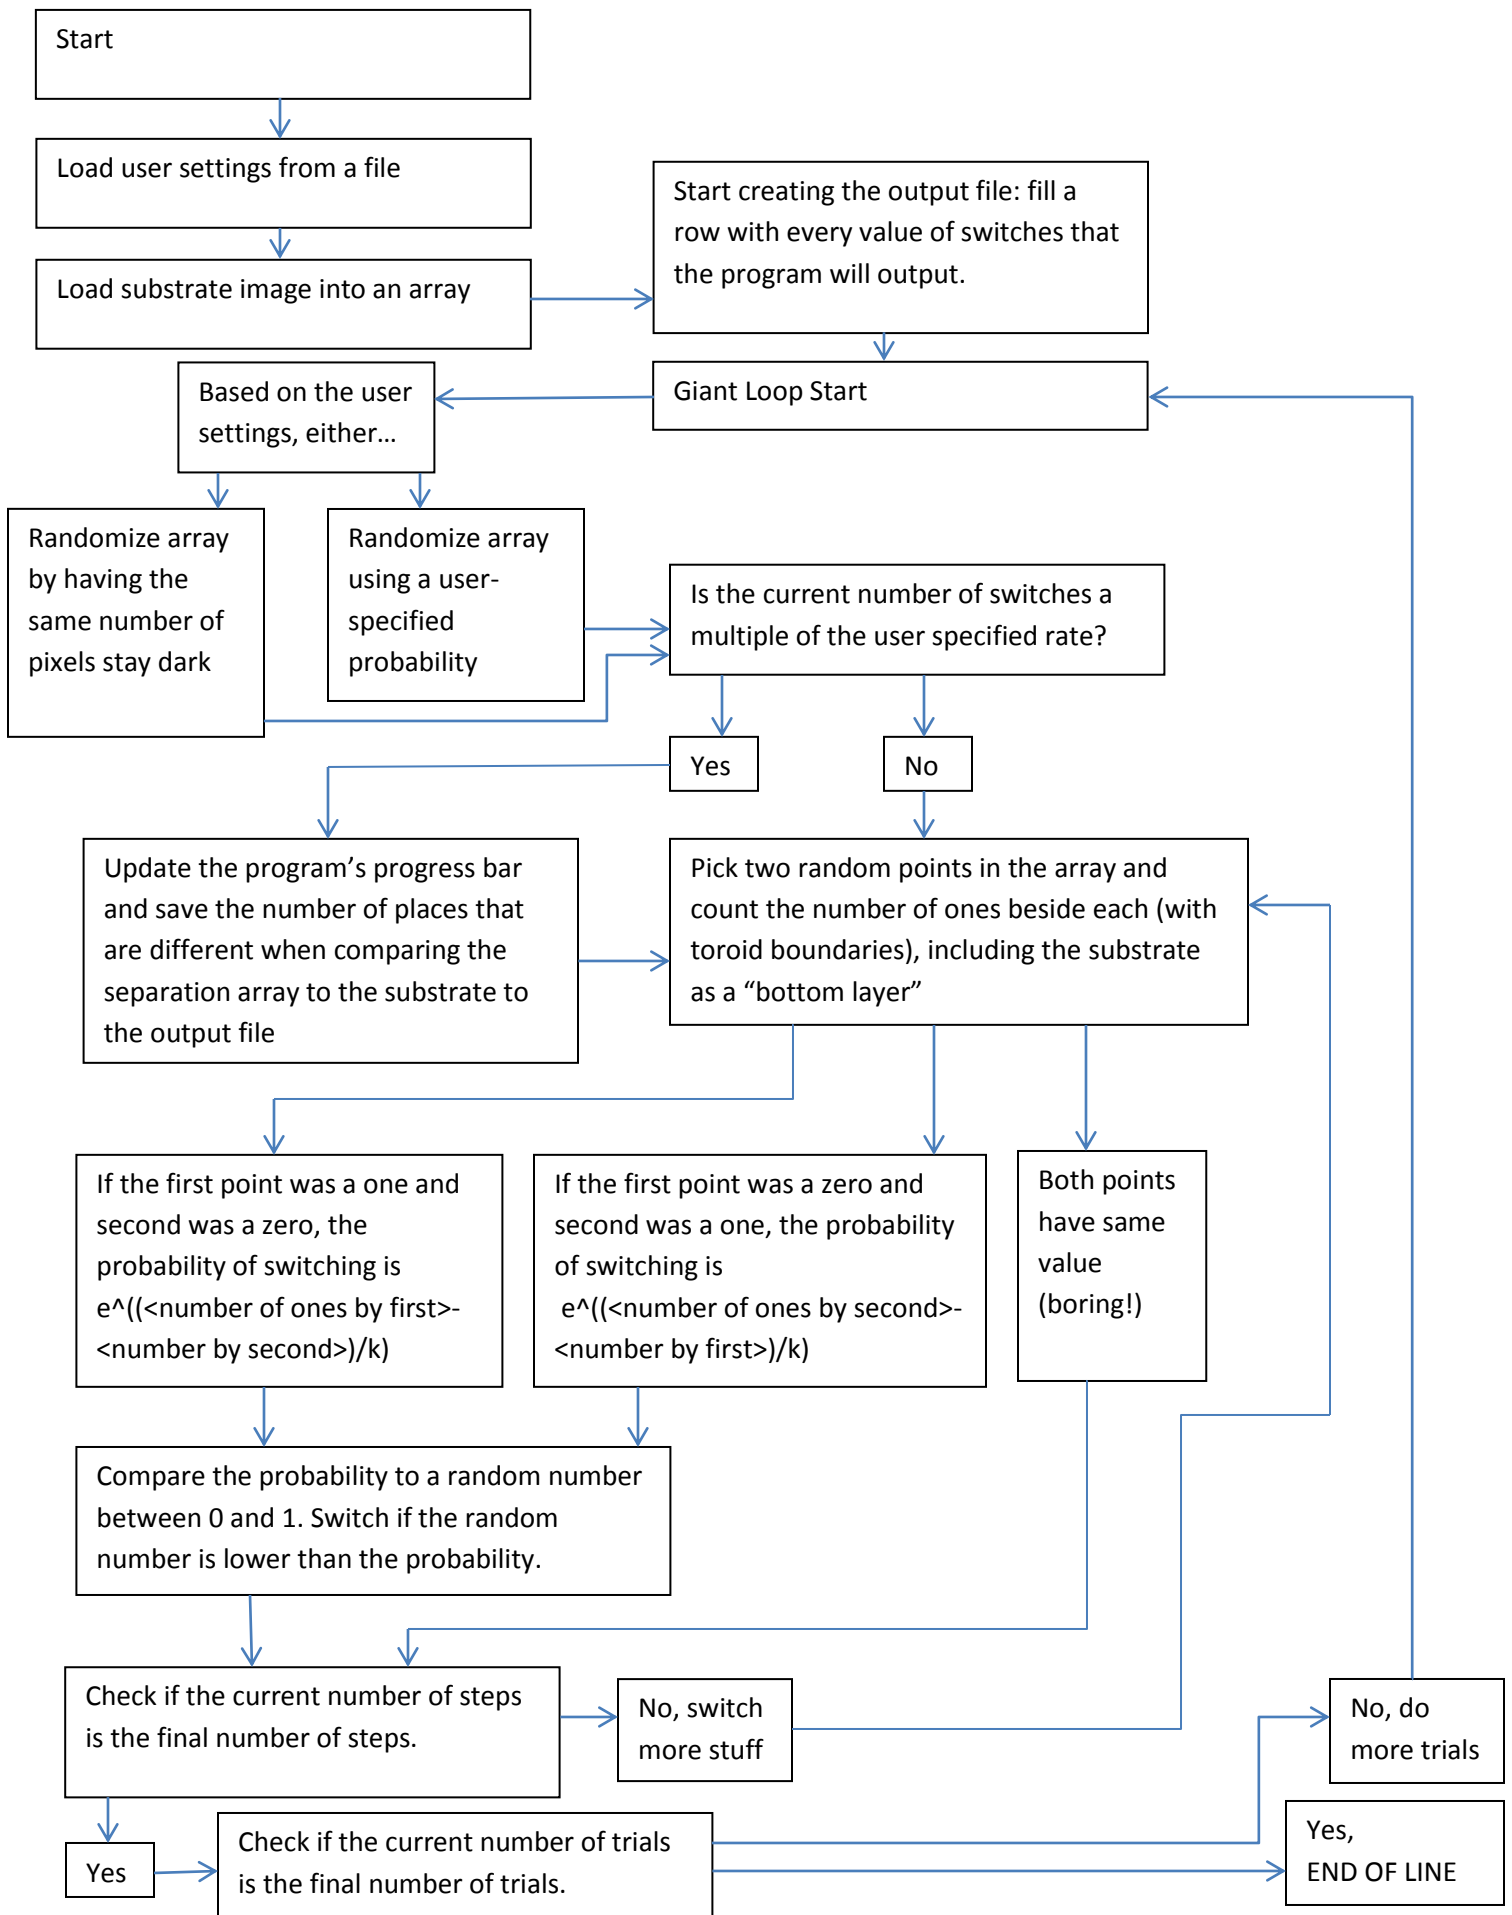 Start
Load user settings from a file
Load substrate image into an array
Start creating the output file: fill a
row with every value of switches that
the program will output.
Giant Loop Start
Based on the user
settings, either…
Randomize array
by having the
same number of
pixels stay dark
Randomize array
using a user-
specified
probability
Is the current number of switches a
multiple of the user specified rate?
Yes
No
Update the program’s progress bar
and save the number of places that
are different when comparing the
separation array to the substrate to
the output file
Pick two random points in the array and
count the number of ones beside each (with
toroid boundaries), including the substrate
as a “bottom layer”
If the first point was a one and
second was a zero, the
probability of switching is
e^((<number of ones by first>-
<number by second>)/k)
If the first point was a zero and
second was a one, the probability
of switching is
e^((<number of ones by second>-
<number by first>)/k)
Both points
have same
value
(boring!)
Compare the probability to a random number
between 0 and 1. Switch if the random
number is lower than the probability.
Check if the current number of steps
is the final number of steps.
No, switch
more stuff
No, do
more trials
Yes
Check if the current number of trials
is the final number of trials.
Yes,
END OF LINE